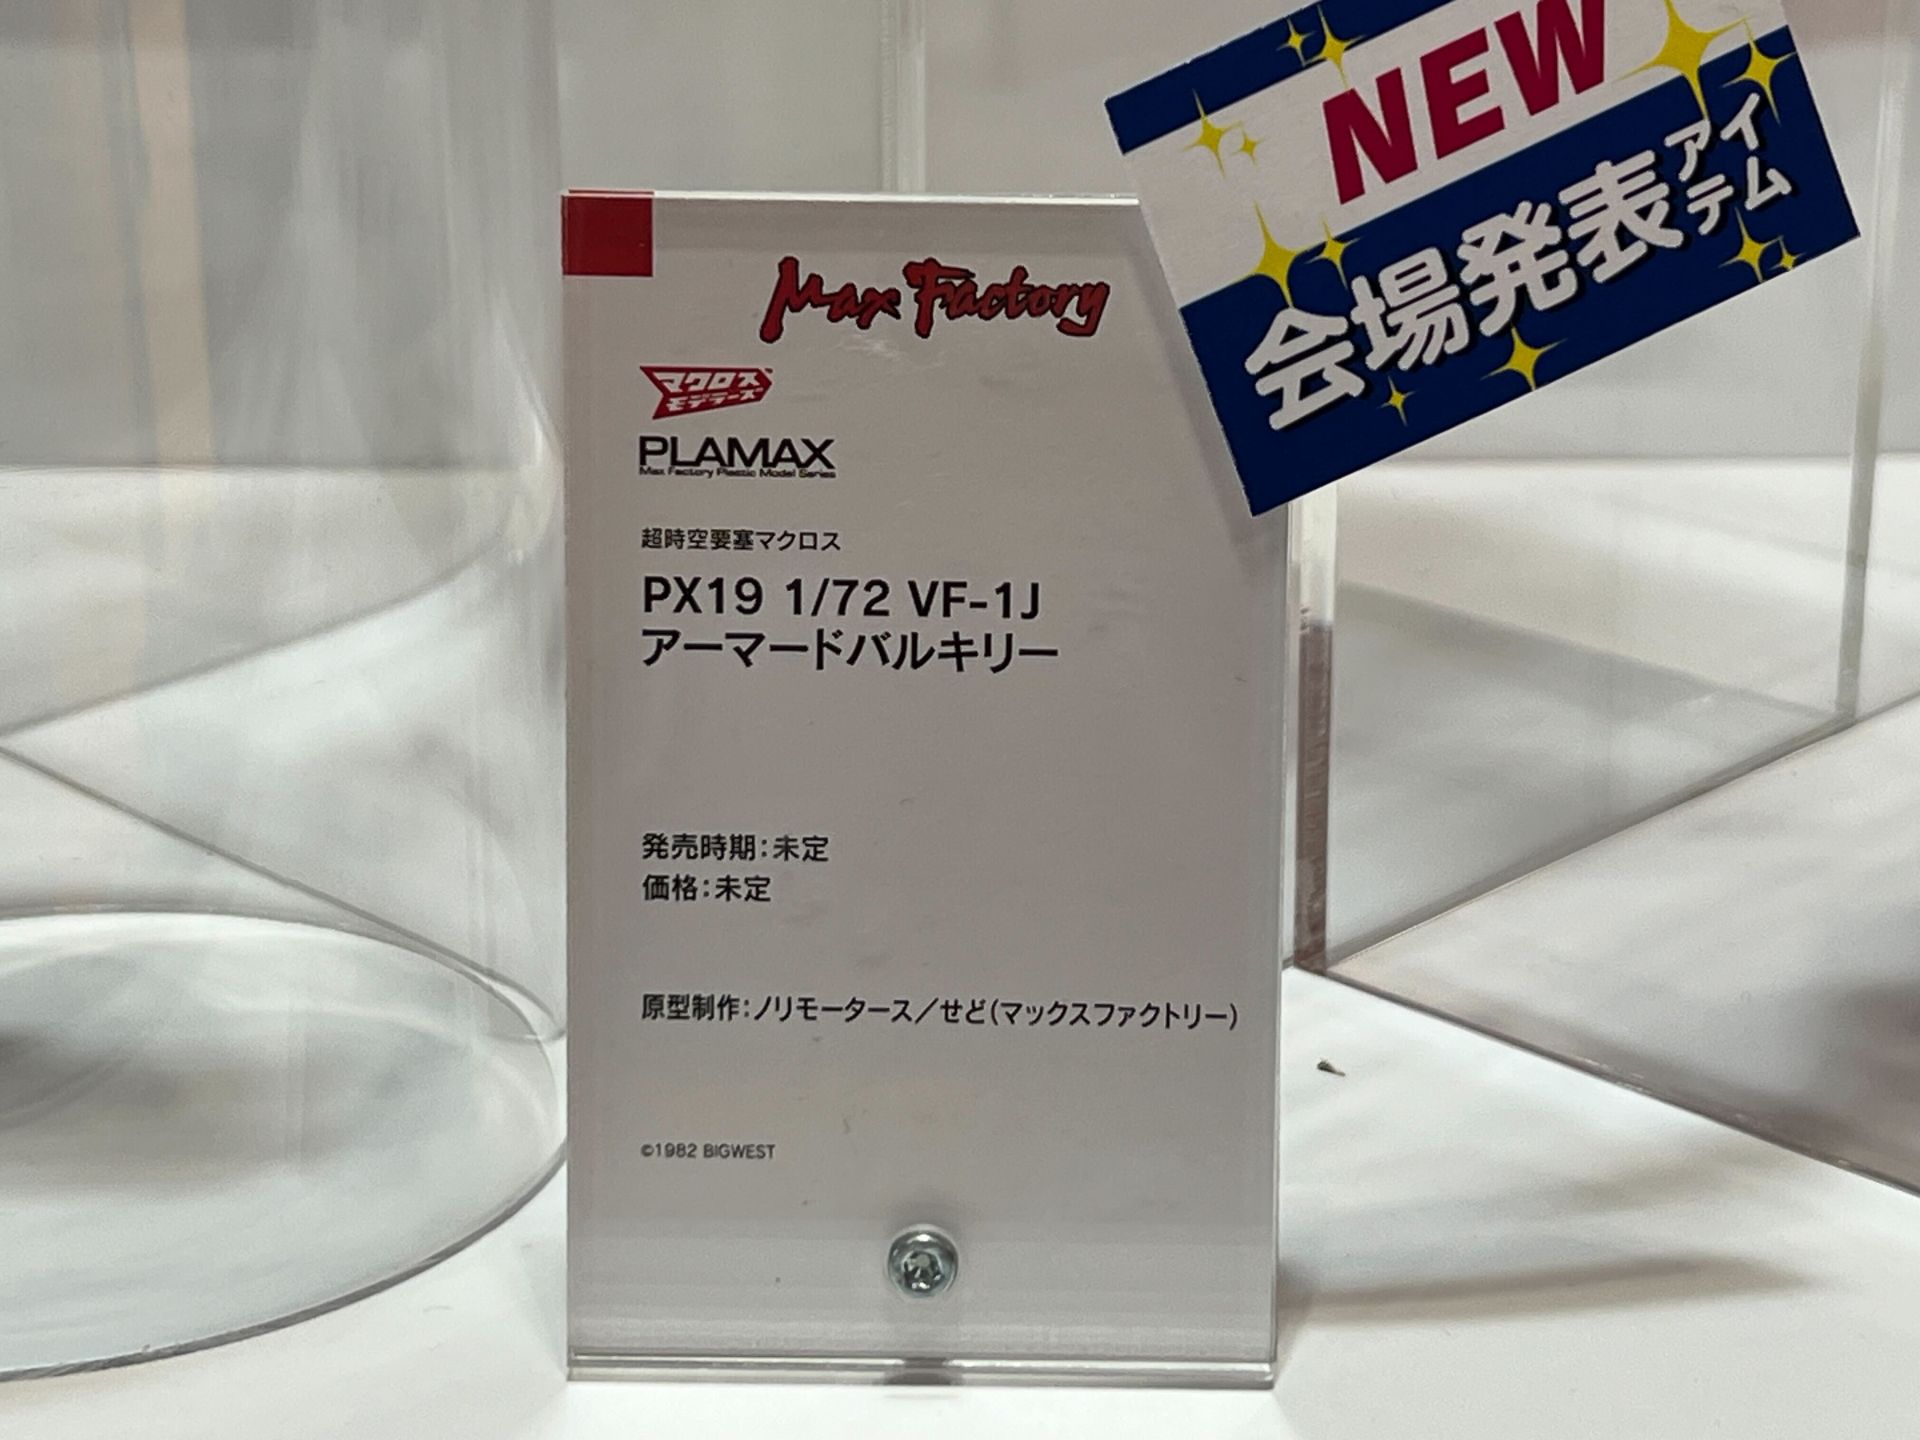 NEW
会場発表アイテム
Max Factory
マクロス
モデラーズ
PLAMAX
Max Factory Plastic Model Series
超時空要塞マクロス
PX19 1/72 VF-1J
アーマードバルキリー
発売時期：未定
価格：未定
原型制作：ノリモータース／せど(マックスファクトリー)
©1982 BIGWEST